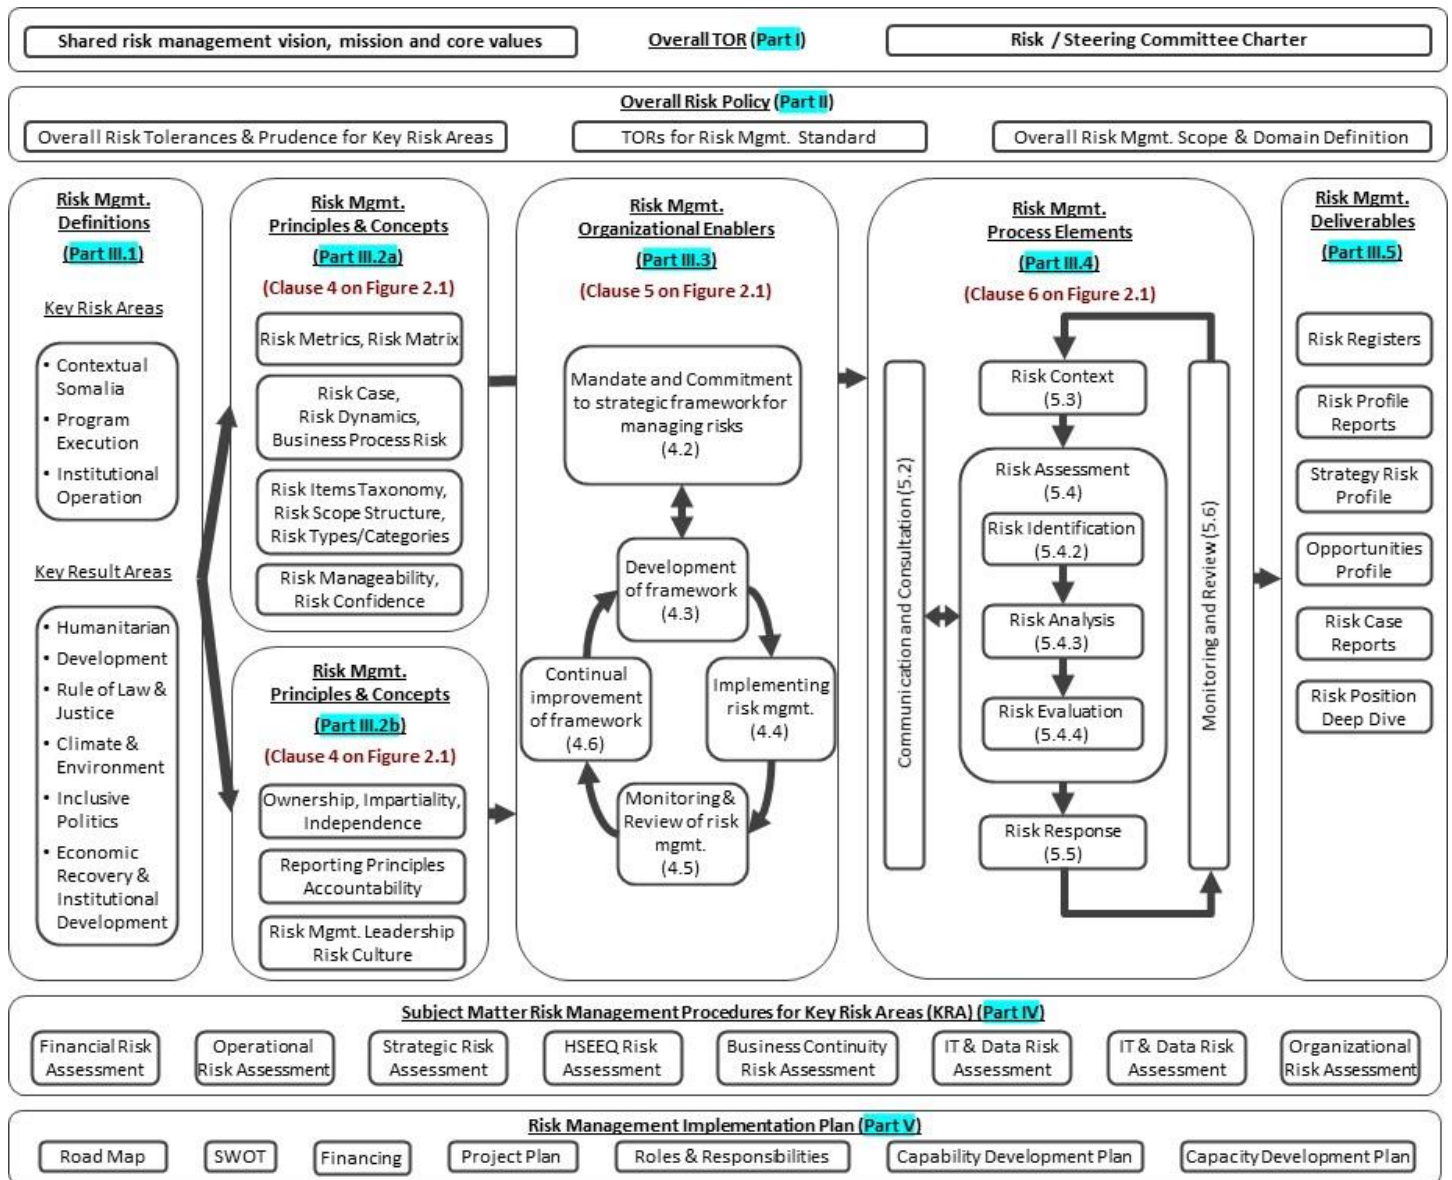 Shared risk management vision, mission and core values
Overall TOR (Part I)
Risk / Steering Committee Charter
Overall Risk Policy (Part II)
Overall Risk Tolerances & Prudence for Key Risk Areas
TORs for Risk Mgmt. Standard
Overall Risk Mgmt. Scope & Domain Definition
Risk Mgmt.
Definitions
(Part III.1)
Key Risk Areas
• Contextual
Somalia
• Program
Execution
• Institutional
Operation
Key Result Areas
• Humanitarian
• Development
• Rule of Law &
Justice
• Climate &
Environment
• Inclusive
Politics
• Economic
Recovery &
Institutional
Development
Risk Mgmt.
Principles & Concepts
(Part III.2a)
(Clause 4 on Figure 2.1)
Risk Metrics, Risk Matrix
Risk Case,
Risk Dynamics,
Business Process Risk
Risk Items Taxonomy,
Risk Scope Structure,
Risk Types/Categories
Risk Manageability,
Risk Confidence
Risk Mgmt.
Principles & Concepts
(Part III.2b)
(Clause 4 on Figure 2.1)
Ownership, Impartiality,
Independence
Reporting Principles
Accountability
Risk Mgmt. Leadership
Risk Culture
Risk Mgmt.
Organizational Enablers
(Part III.3)
(Clause 5 on Figure 2.1)
Mandate and Commitment
to strategic framework for
managing risks
(4.2)
Development
of framework
(4.3)
Implementing
risk mgmt.
(4.4)
Monitoring &
Review of risk
mgmt.
(4.5)
Continual
improvement
of framework
(4.6)
Risk Mgmt.
Process Elements
(Part III.4)
(Clause 6 on Figure 2.1)
Communication and Consultation (5.2)
Risk Context
(5.3)
Risk Assessment
(5.4)
Risk Identification
(5.4.2)
Risk Analysis
(5.4.3)
Risk Evaluation
(5.4.4)
Risk Response
(5.5)
Monitoring and Review (5.6)
Risk Mgmt.
Deliverables
(Part III.5)
Risk Registers
Risk Profile
Reports
Strategy Risk
Profile
Opportunities
Profile
Risk Case
Reports
Risk Position
Deep Dive
Subject Matter Risk Management Procedures for Key Risk Areas (KRA) (Part IV)
Financial Risk
Assessment
Operational
Risk Assessment
Strategic Risk
Assessment
HSEEQ Risk
Assessment
Business Continuity
Risk Assessment
IT & Data Risk
Assessment
IT & Data Risk
Assessment
Organizational
Risk Assessment
Risk Management Implementation Plan (Part V)
Road Map
SWOT
Financing
Project Plan
Roles & Responsibilities
Capability Development Plan
Capacity Development Plan